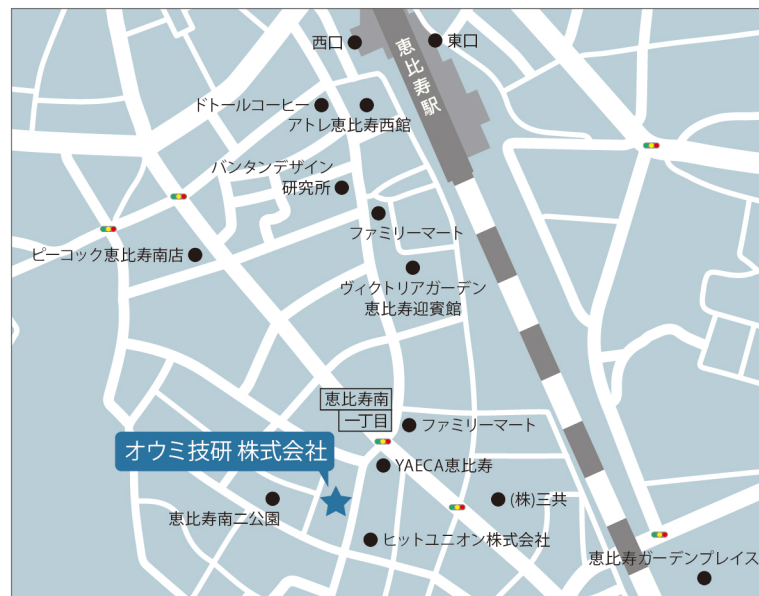 西口
東口
恵比寿駅
ドトールコーヒー
アトレ恵比寿西館
バンタンデザイン
研究所
ファミリーマート
ピーコック恵比寿南店
ヴィクトリアガーデン
恵比寿迎賓館
恵比寿南
一丁目
ファミリーマート
オウミ技研 株式会社
YAECA恵比寿
(株)三共
恵比寿南二公園
ヒットユニオン株式会社
恵比寿ガーデンプレイス